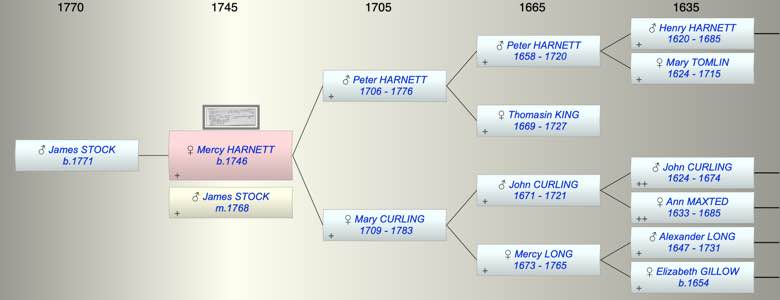 1770
1745
1705
1665
1635
♂ James STOCK
b.1771
♀ Mercy HARNETT
b.1746
+
♂ James STOCK
m.1768
+
♂ Peter HARNETT
1706 - 1776
+
♀ Mary CURLING
1709 - 1783
+
♂ Peter HARNETT
1658 - 1720
+
♀ Thomasin KING
1669 - 1727
+
♂ John CURLING
1671 - 1721
+
♀ Mercy LONG
1673 - 1765
+
♂ Henry HARNETT
1620 - 1685
+
♀ Mary TOMLIN
1624 - 1715
+
♂ John CURLING
1624 - 1674
++
♀ Ann MAXTED
1633 - 1685
++
♂ Alexander LONG
1647 - 1731
+
♀ Elizabeth GILLOW
b.1654
+